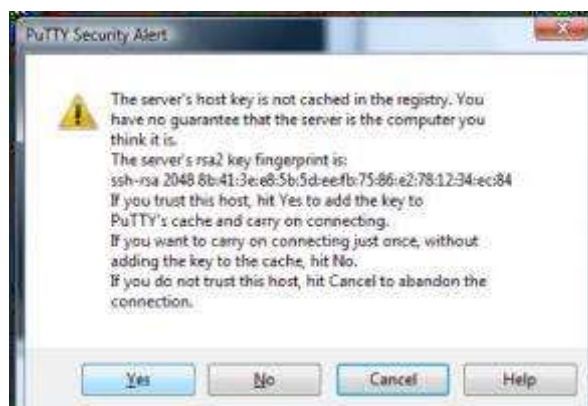 PuTTY Security Alert
The server's host key is not cached in the registry. You
have no guarantee that the server is the computer you
think it is.
The server's rsa2 key fingerprint is:
ssh-rsa 2048 8b:41:3e:e8:5b:5d:ee:fb:75:86:e2:78:12:34:ec:84
If you trust this host, hit Yes to add the key to
PuTTY's cache and carry on connecting.
If you want to carry on connecting just once, without
adding the key to the cache, hit No.
If you do not trust this host, hit Cancel to abandon the
connection.
Yes No Cancel Help